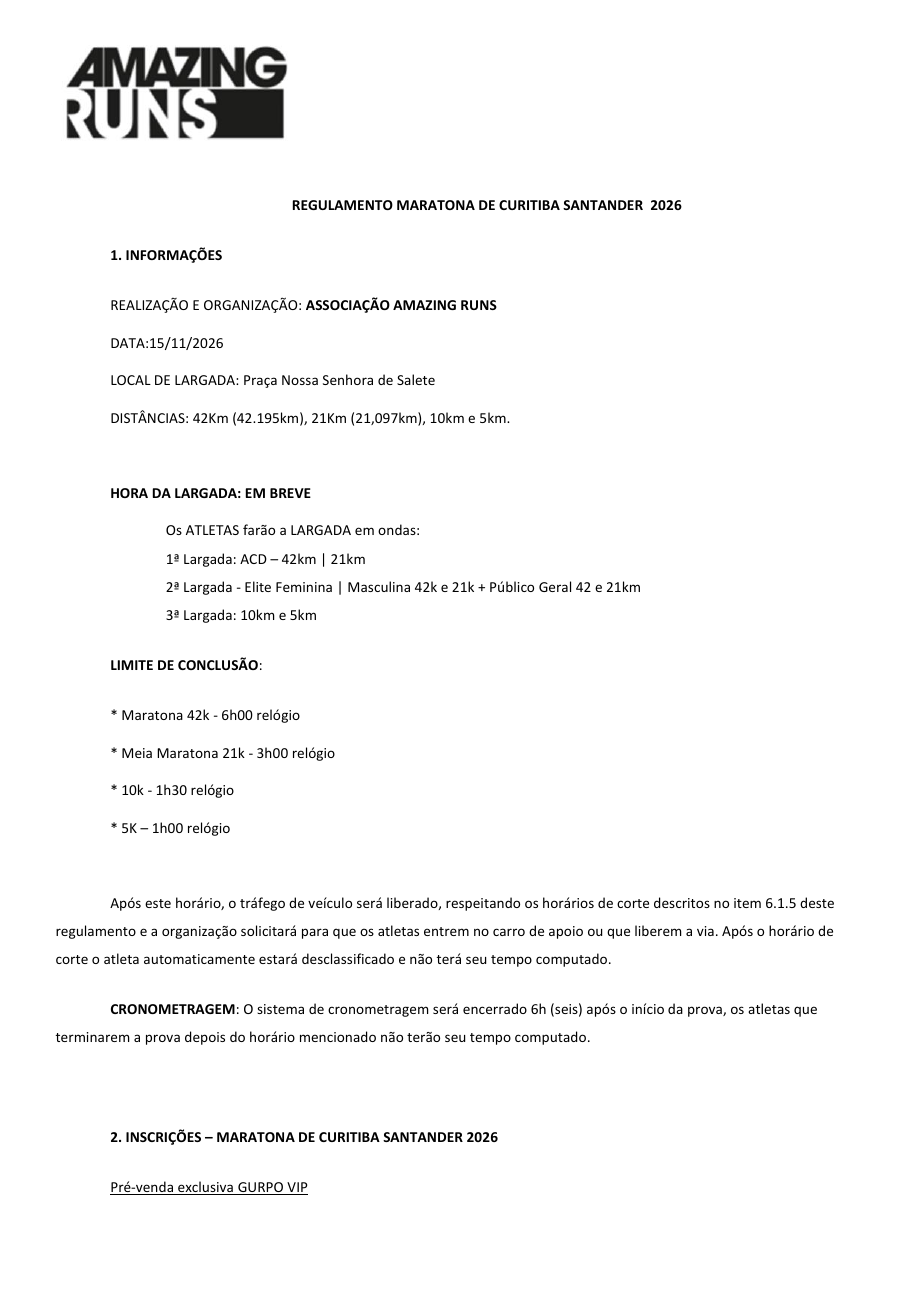 AMAZING
RUNS
REGULAMENTO MARATONA DE CURITIBA SANTANDER 2026
1. INFORMAÇÕES
REALIZAÇÃO E ORGANIZAÇÃO: ASSOCIAÇÃO AMAZING RUNS
DATA:15/11/2026
LOCAL DE LARGADA: Praça Nossa Senhora de Salete
DISTÂNCIAS: 42Km (42.195km), 21Km (21,097km), 10km e 5km.
HORA DA LARGADA: EM BREVE
Os ATLETAS farão a LARGADA em ondas:
1ª Largada: ACD – 42km | 21km
2ª Largada - Elite Feminina | Masculina 42k e 21k + Público Geral 42 e 21km
3ª Largada: 10km e 5km
LIMITE DE CONCLUSÃO:
* Maratona 42k - 6h00 relógio
* Meia Maratona 21k - 3h00 relógio
* 10k - 1h30 relógio
* 5K – 1h00 relógio
Após este horário, o tráfego de veículo será liberado, respeitando os horários de corte descritos no item 6.1.5 deste
regulamento e a organização solicitará para que os atletas entrem no carro de apoio ou que liberem a via. Após o horário de
corte o atleta automaticamente estará desclassificado e não terá seu tempo computado.
CRONOMETRAGEM: O sistema de cronometragem será encerrado 6h (seis) após o início da prova, os atletas que
terminarem a prova depois do horário mencionado não terão seu tempo computado.
2. INSCRIÇÕES – MARATONA DE CURITIBA SANTANDER 2026
Pré-venda exclusiva GURPO VIP